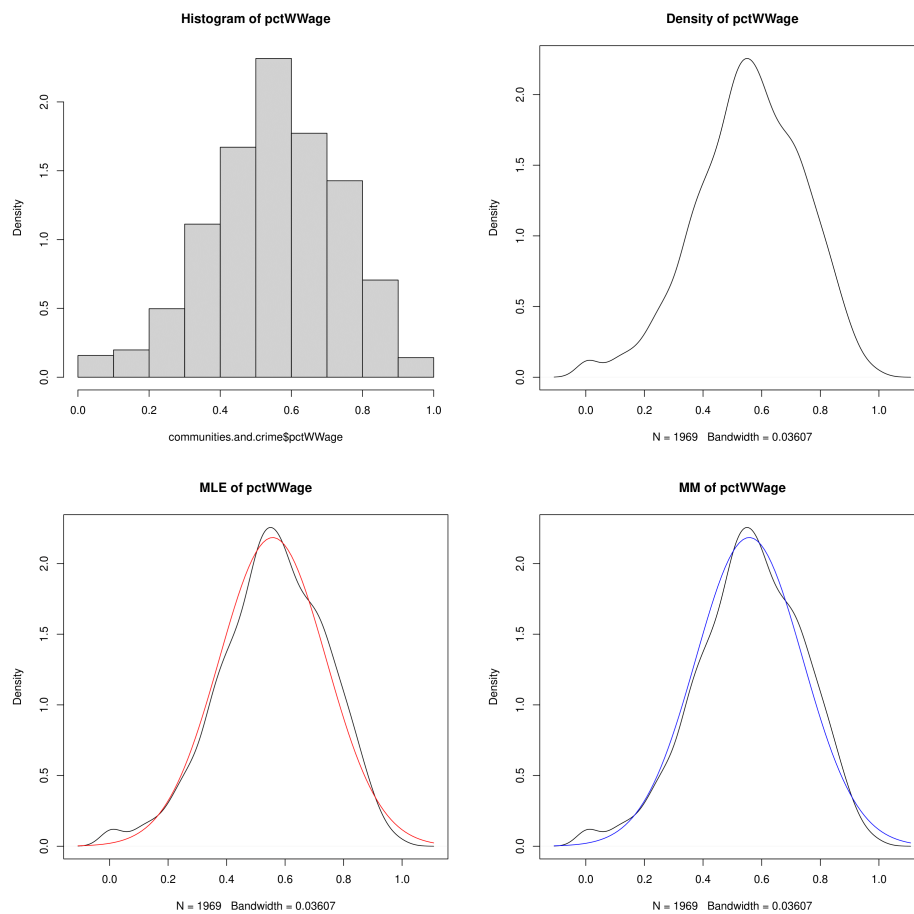 Histogram of pctWWage
Density
2.0
1.5
1.0
0.5
0.0
0.0 0.2 0.4 0.6 0.8 1.0
communities.and.crime$pctWWage
Density of pctWWage
Density
2.0
1.5
1.0
0.5
0.0
0.0 0.2 0.4 0.6 0.8 1.0
N = 1969 Bandwidth = 0.03607
MLE of pctWWage
Density
2.0
1.5
1.0
0.5
0.0
0.0 0.2 0.4 0.6 0.8 1.0
N = 1969 Bandwidth = 0.03607
MM of pctWWage
Density
2.0
1.5
1.0
0.5
0.0
0.0 0.2 0.4 0.6 0.8 1.0
N = 1969 Bandwidth = 0.03607